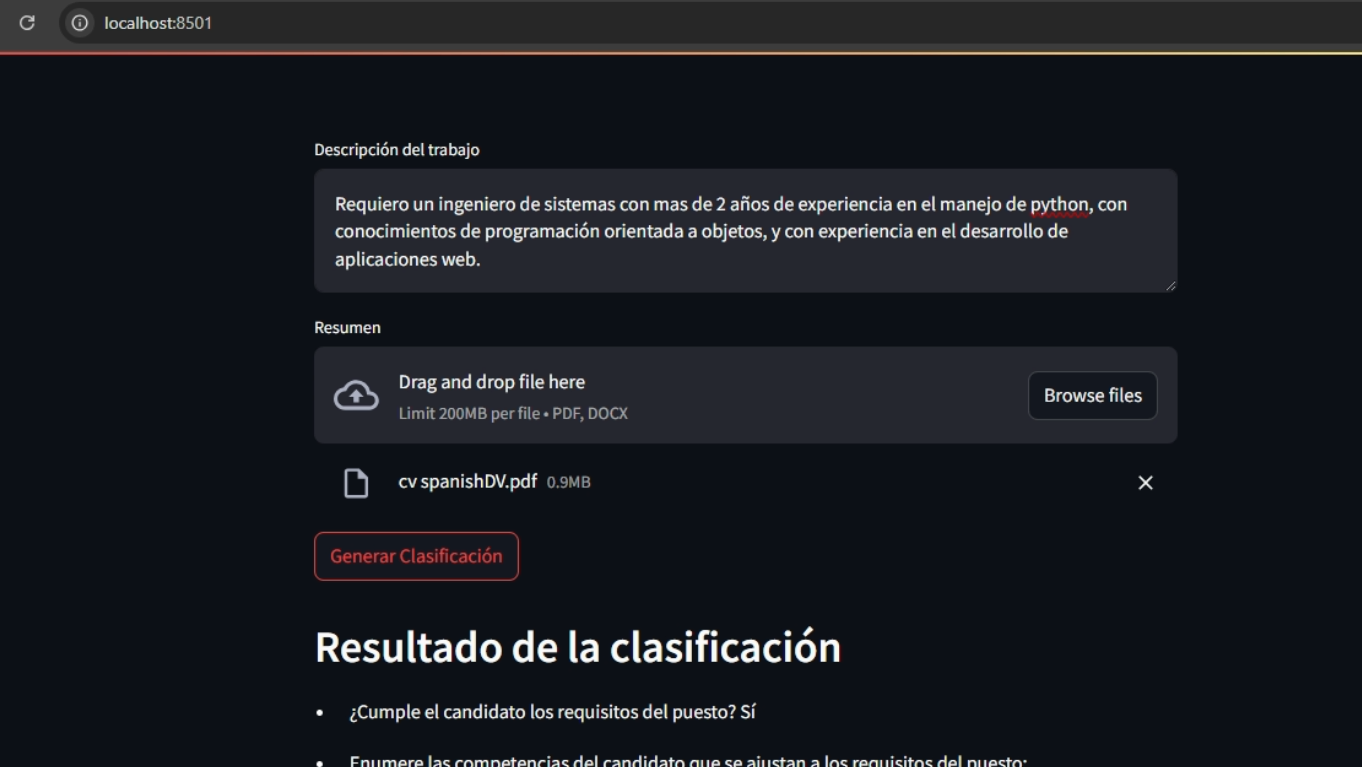 localhost:8501
Descripción del trabajo
Requiero un ingeniero de sistemas con mas de 2 años de experiencia en el manejo de python, con
conocimientos de programación orientada a objetos, y con experiencia en el desarrollo de
aplicaciones web.
Resumen
Drag and drop file here
Limit 200MB per file • PDF, DOCX
Browse files
cv spanishDV.pdf 0.9MB
Generar Clasificación
Resultado de la clasificación
• ¿Cumple el candidato los requisitos del puesto? Sí
• Enumere las competencias del candidato que se ajustan a los requisitos del puesto: